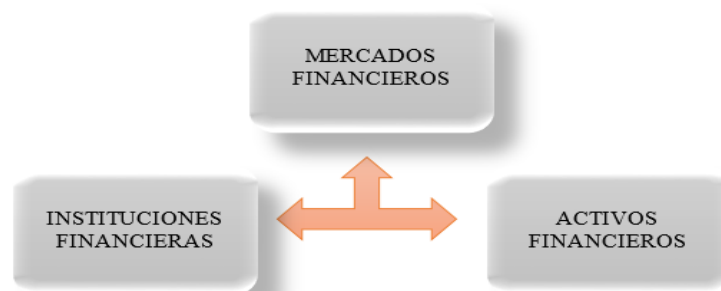 MERCADOS
FINANCIEROS
INSTITUCIONES
FINANCIERAS
ACTIVOS
FINANCIEROS